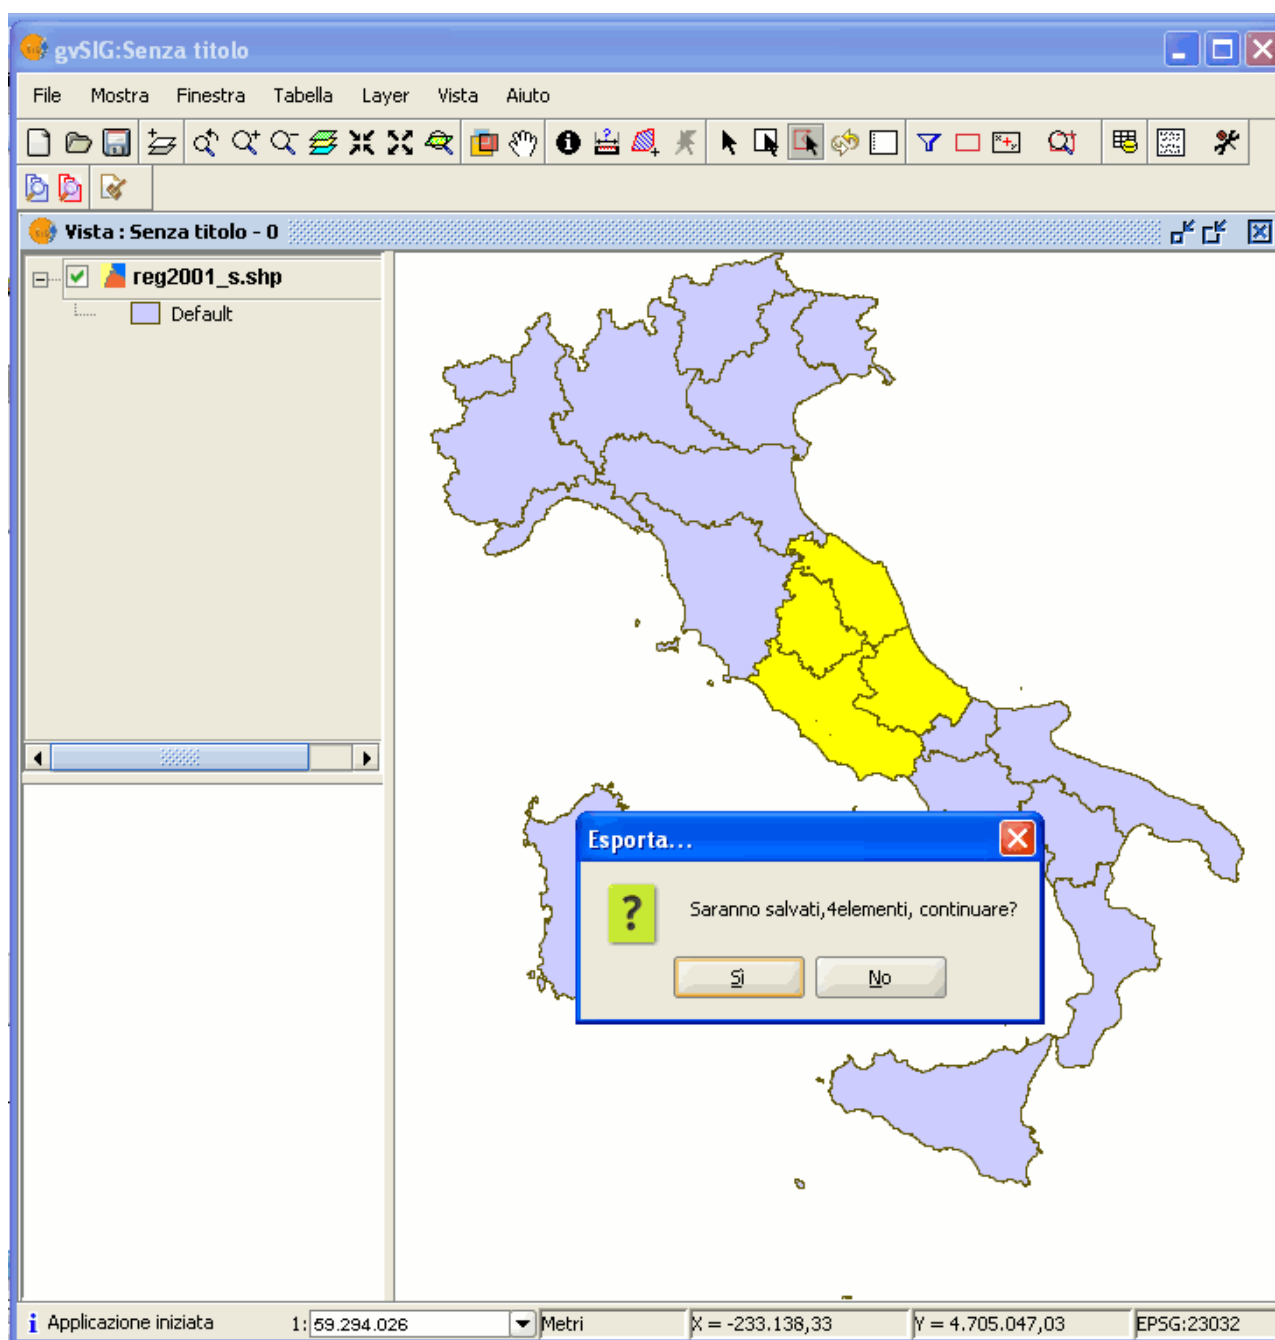 gvSIG:Senza titolo
File Mostra Finestra Tabella Layer Vista Aiuto
Vista : Senza titolo - 0
reg2001_s.shp
Default
Esporta...
Saranno salvati,4elementi, continuare?
Sì No
Applicazione iniziata 1: 59.294.026 Metri X = -233.138,33 Y = 4.705.047,03 EPSG:23032